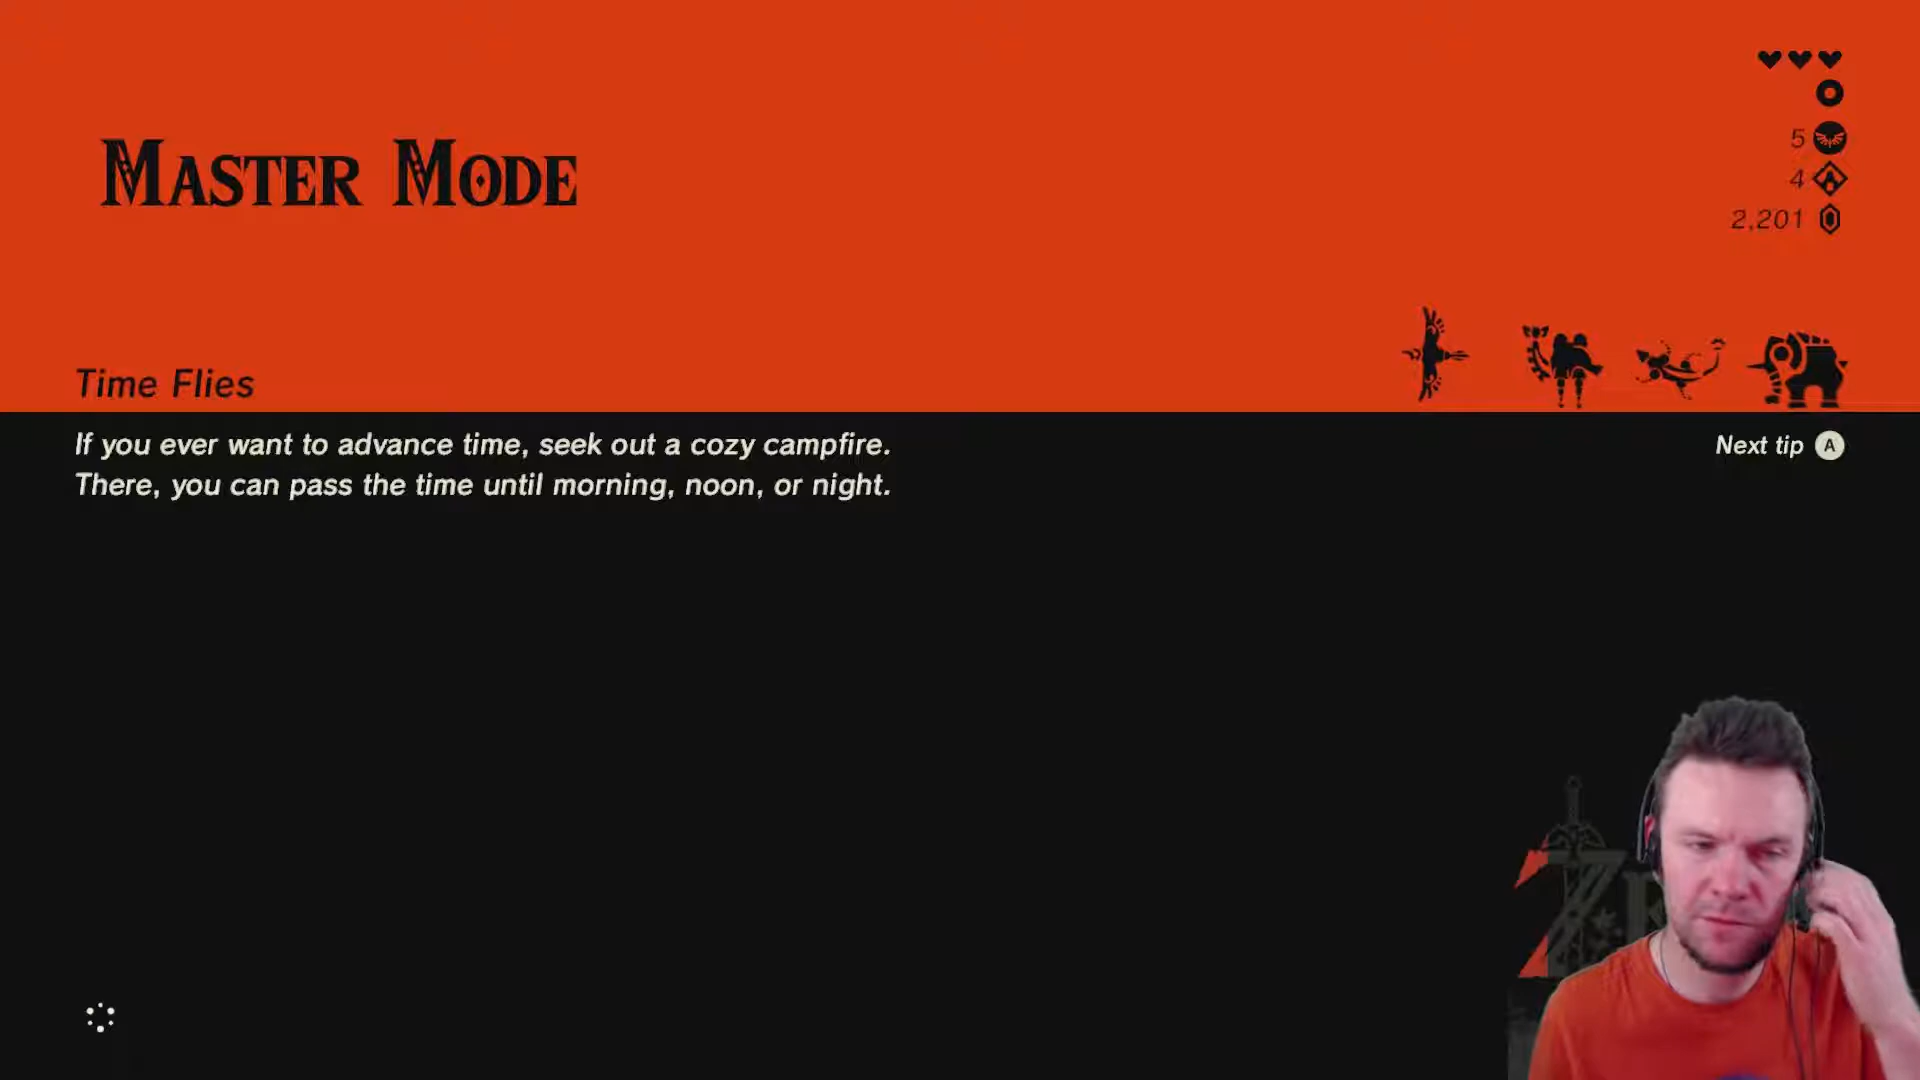 MASTER MODE
5
4
2,201
Time Flies
If you ever want to advance time, seek out a cozy campfire.
There, you can pass the time until morning, noon, or night.
Next tip A